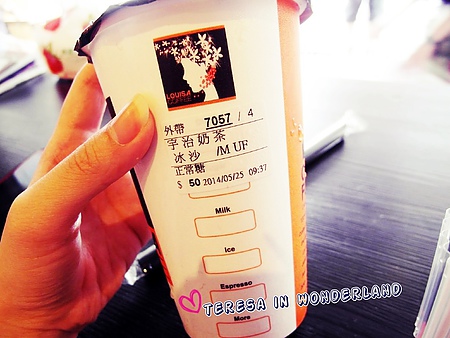 LOUISA
COFFEE
外帶 7057 / 4
宇治奶茶
冰沙 /M UF
正常糖
$ 50 2014/05/25 09:37
Milk
Ice
Espresso
More
TERESA IN WONDERLAND